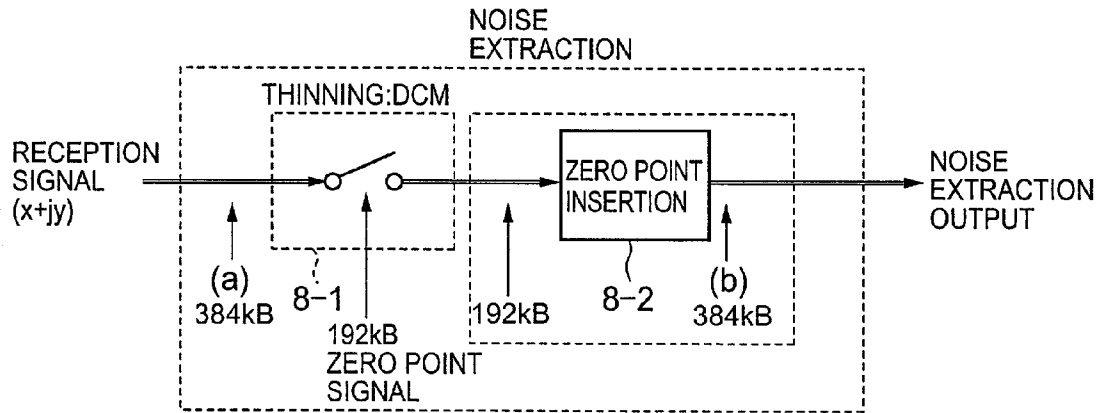 NOISE
EXTRACTION
THINNING:DCM
RECEPTION
SIGNAL
(x+jy)
ZERO POINT
INSERTION
NOISE
EXTRACTION
OUTPUT
(a)
384kB
8-1
192kB
ZERO POINT
SIGNAL
192kB
8-2
(b)
384kB